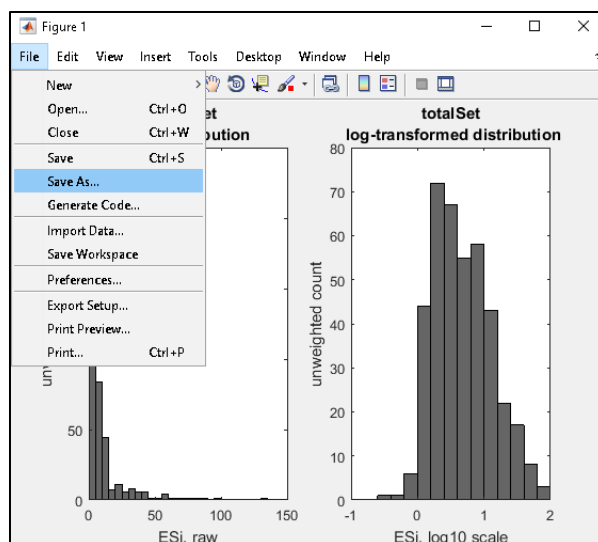 Figure 1
File Edit View Insert Tools Desktop Window Help
New
Open... Ctrl+O
Close Ctrl+W
Save Ctrl+S
Save As...
Generate Code...
Import Data...
Save Workspace
Preferences...
Export Setup...
Print Preview...
Print... Ctrl+P
50
0
0 50 100 150
ESi, raw
totalSet
log-transformed distribution
unweighted count
80
70
60
50
40
30
20
10
0
-1 0 1 2
ESi, log10 scale